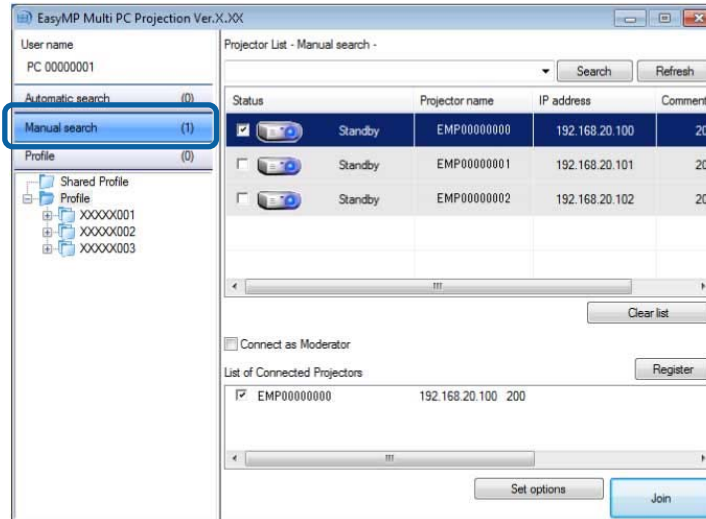 EasyMP Multi PC Projection Ver.X.XX
User name
PC 00000001
Automatic search (0)
Manual search (1)
Profile (0)
Shared Profile
Profile
XXXXX001
XXXXX002
XXXXX003
Projector List - Manual search -
Search Refresh
Status Projector name IP address Comment
Standby EMP00000000 192.168.20.100 20
Standby EMP00000001 192.168.20.101 20
Standby EMP00000002 192.168.20.102 20
Clear list
Connect as Moderator
List of Connected Projectors Register
EMP00000000 192.168.20.100 200
Set options Join